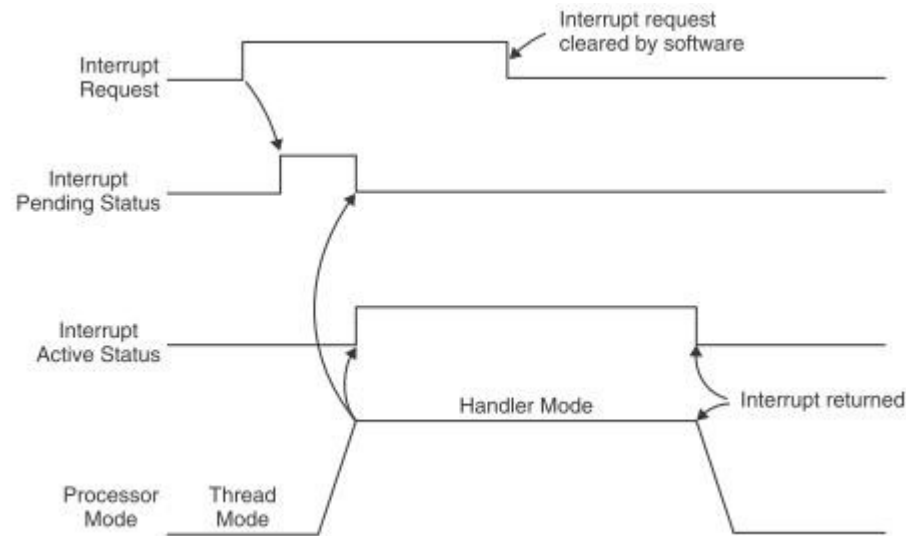 Interrupt request
cleared by software
Interrupt
Request
Interrupt
Pending Status
Interrupt
Active Status
Handler Mode
Interrupt returned
Processor
Mode
Thread
Mode